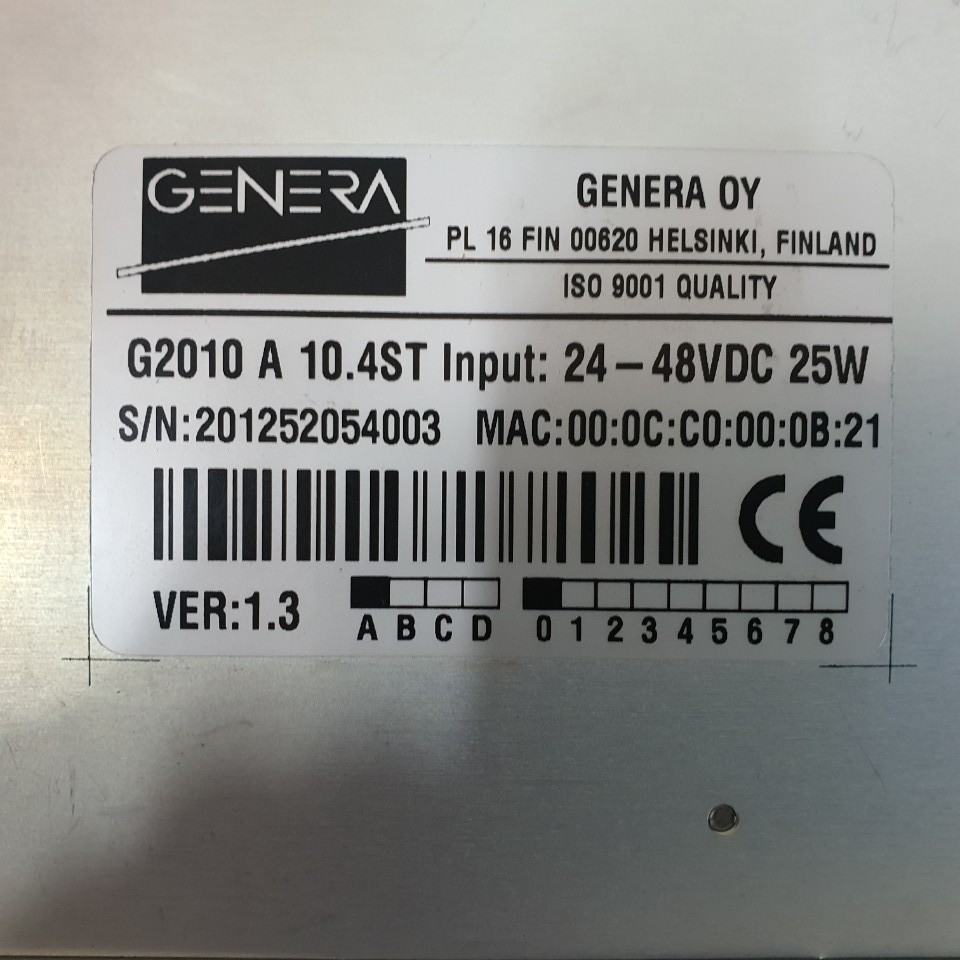 GENERA
GENERA OY
PL 16 FIN 00620 HELSINKI, FINLAND
ISO 9001 QUALITY
G2010 A 10.4ST Input: 24–48VDC 25W
S/N:201252054003 MAC:00:0C:C0:00:0B:21
CE
VER:1.3
A B C D 0 1 2 3 4 5 6 7 8